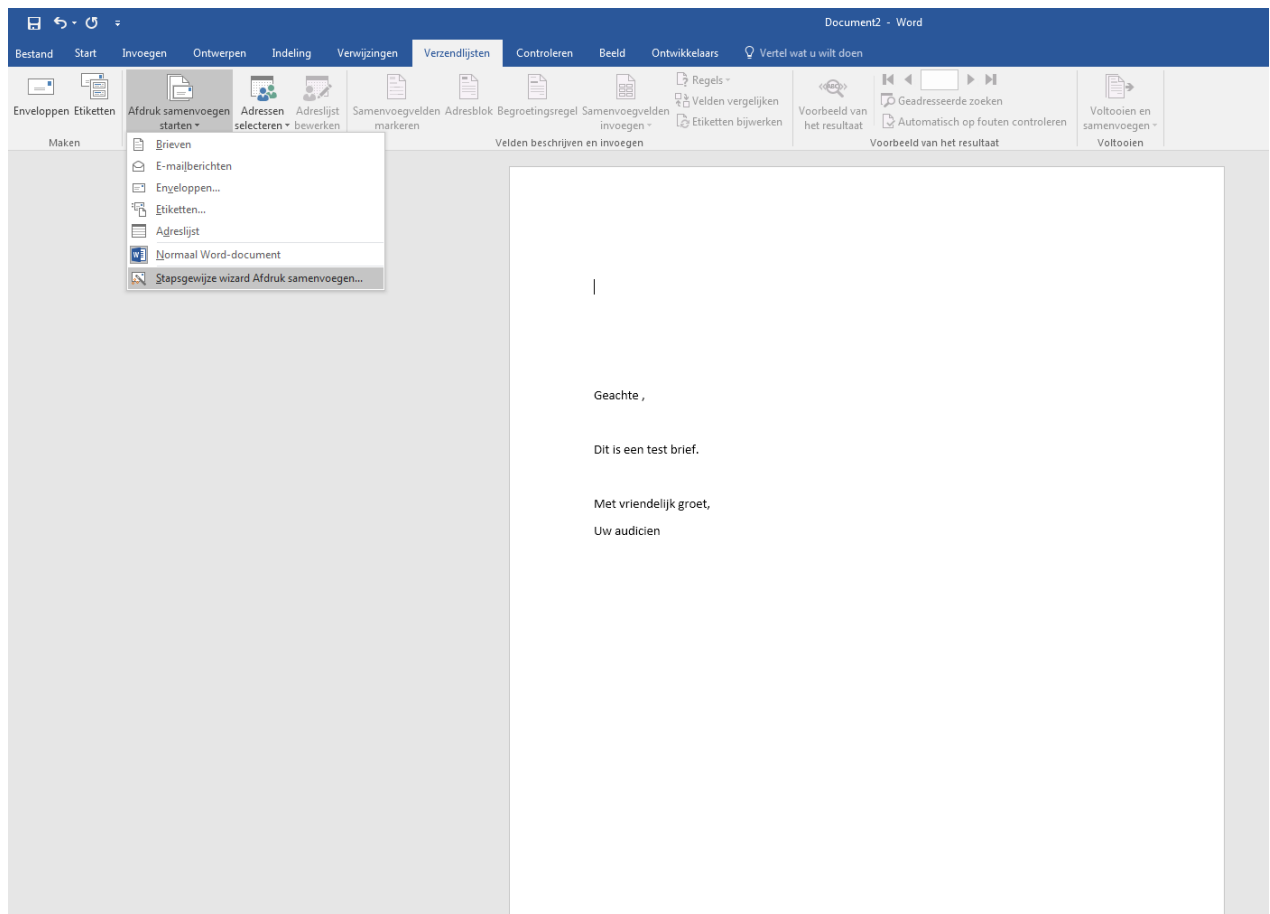 Document2 - Word
Bestand Start Invoegen Ontwerpen Indeling Verwijzingen Verzendlijsten Controleren Beeld Ontwikkelaars Vertel wat u wilt doen
Enveloppen Etiketten
Maken
Afdruk samenvoegen
starten
Adressen
selecteren
Adreslijst
bewerken
Samenvoegvelden
markeren
Adresblok
Begroetingsregel
Samenvoegvelden
invoegen
Regels
Velden vergelijken
Etiketten bijwerken
Velden beschrijven en invoegen
Voorbeeld van
het resultaat
Geadresseerde zoeken
Automatisch op fouten controleren
Voorbeeld van het resultaat
Voltooien en
samenvoegen
Voltooien
Brieven
E-mailberichten
Enveloppen...
Etiketten...
Adreslijst
Normaal Word-document
Stapsgewijze wizard Afdruk samenvoegen...
Geachte ,
Dit is een test brief.
Met vriendelijk groet,
Uw audicien